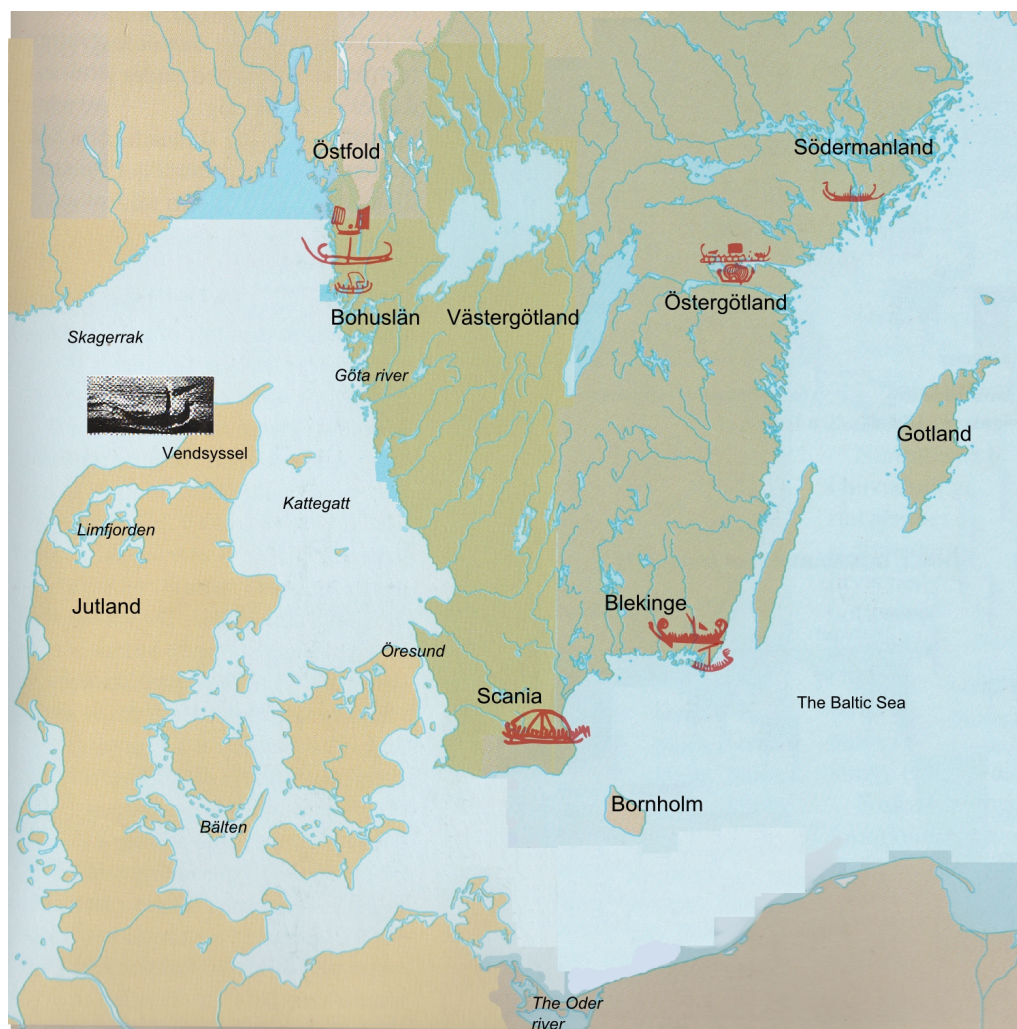 Östfold
Södermanland
Östergötland
Bohuslän
Västergötland
Skagerrak
Göta river
Gotland
Vendsyssel
Kattegatt
Limfjorden
Jutland
Blekinge
Öresund
Scania
The Baltic Sea
Bornholm
Bälten
The Oder
river